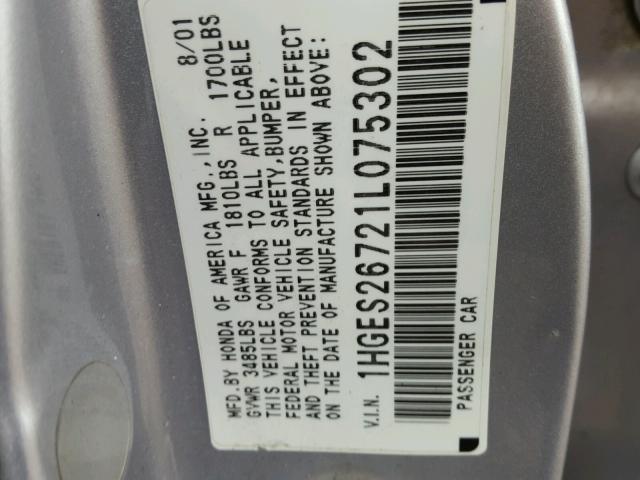 MFD.BY HONDA OF AMERICA MFG.,INC. 8/01
GVWR 3485LBS GAWR F 1810LBS R 1700LBS
THIS VEHICLE CONFORMS TO ALL APPLICABLE
FEDERAL MOTOR VEHICLE SAFETY,BUMPER,
AND THEFT PREVENTION STANDARDS IN EFFECT
ON THE DATE OF MANUFACTURE SHOWN ABOVE:
V.I.N. 1HGES26721L075302
PASSENGER CAR